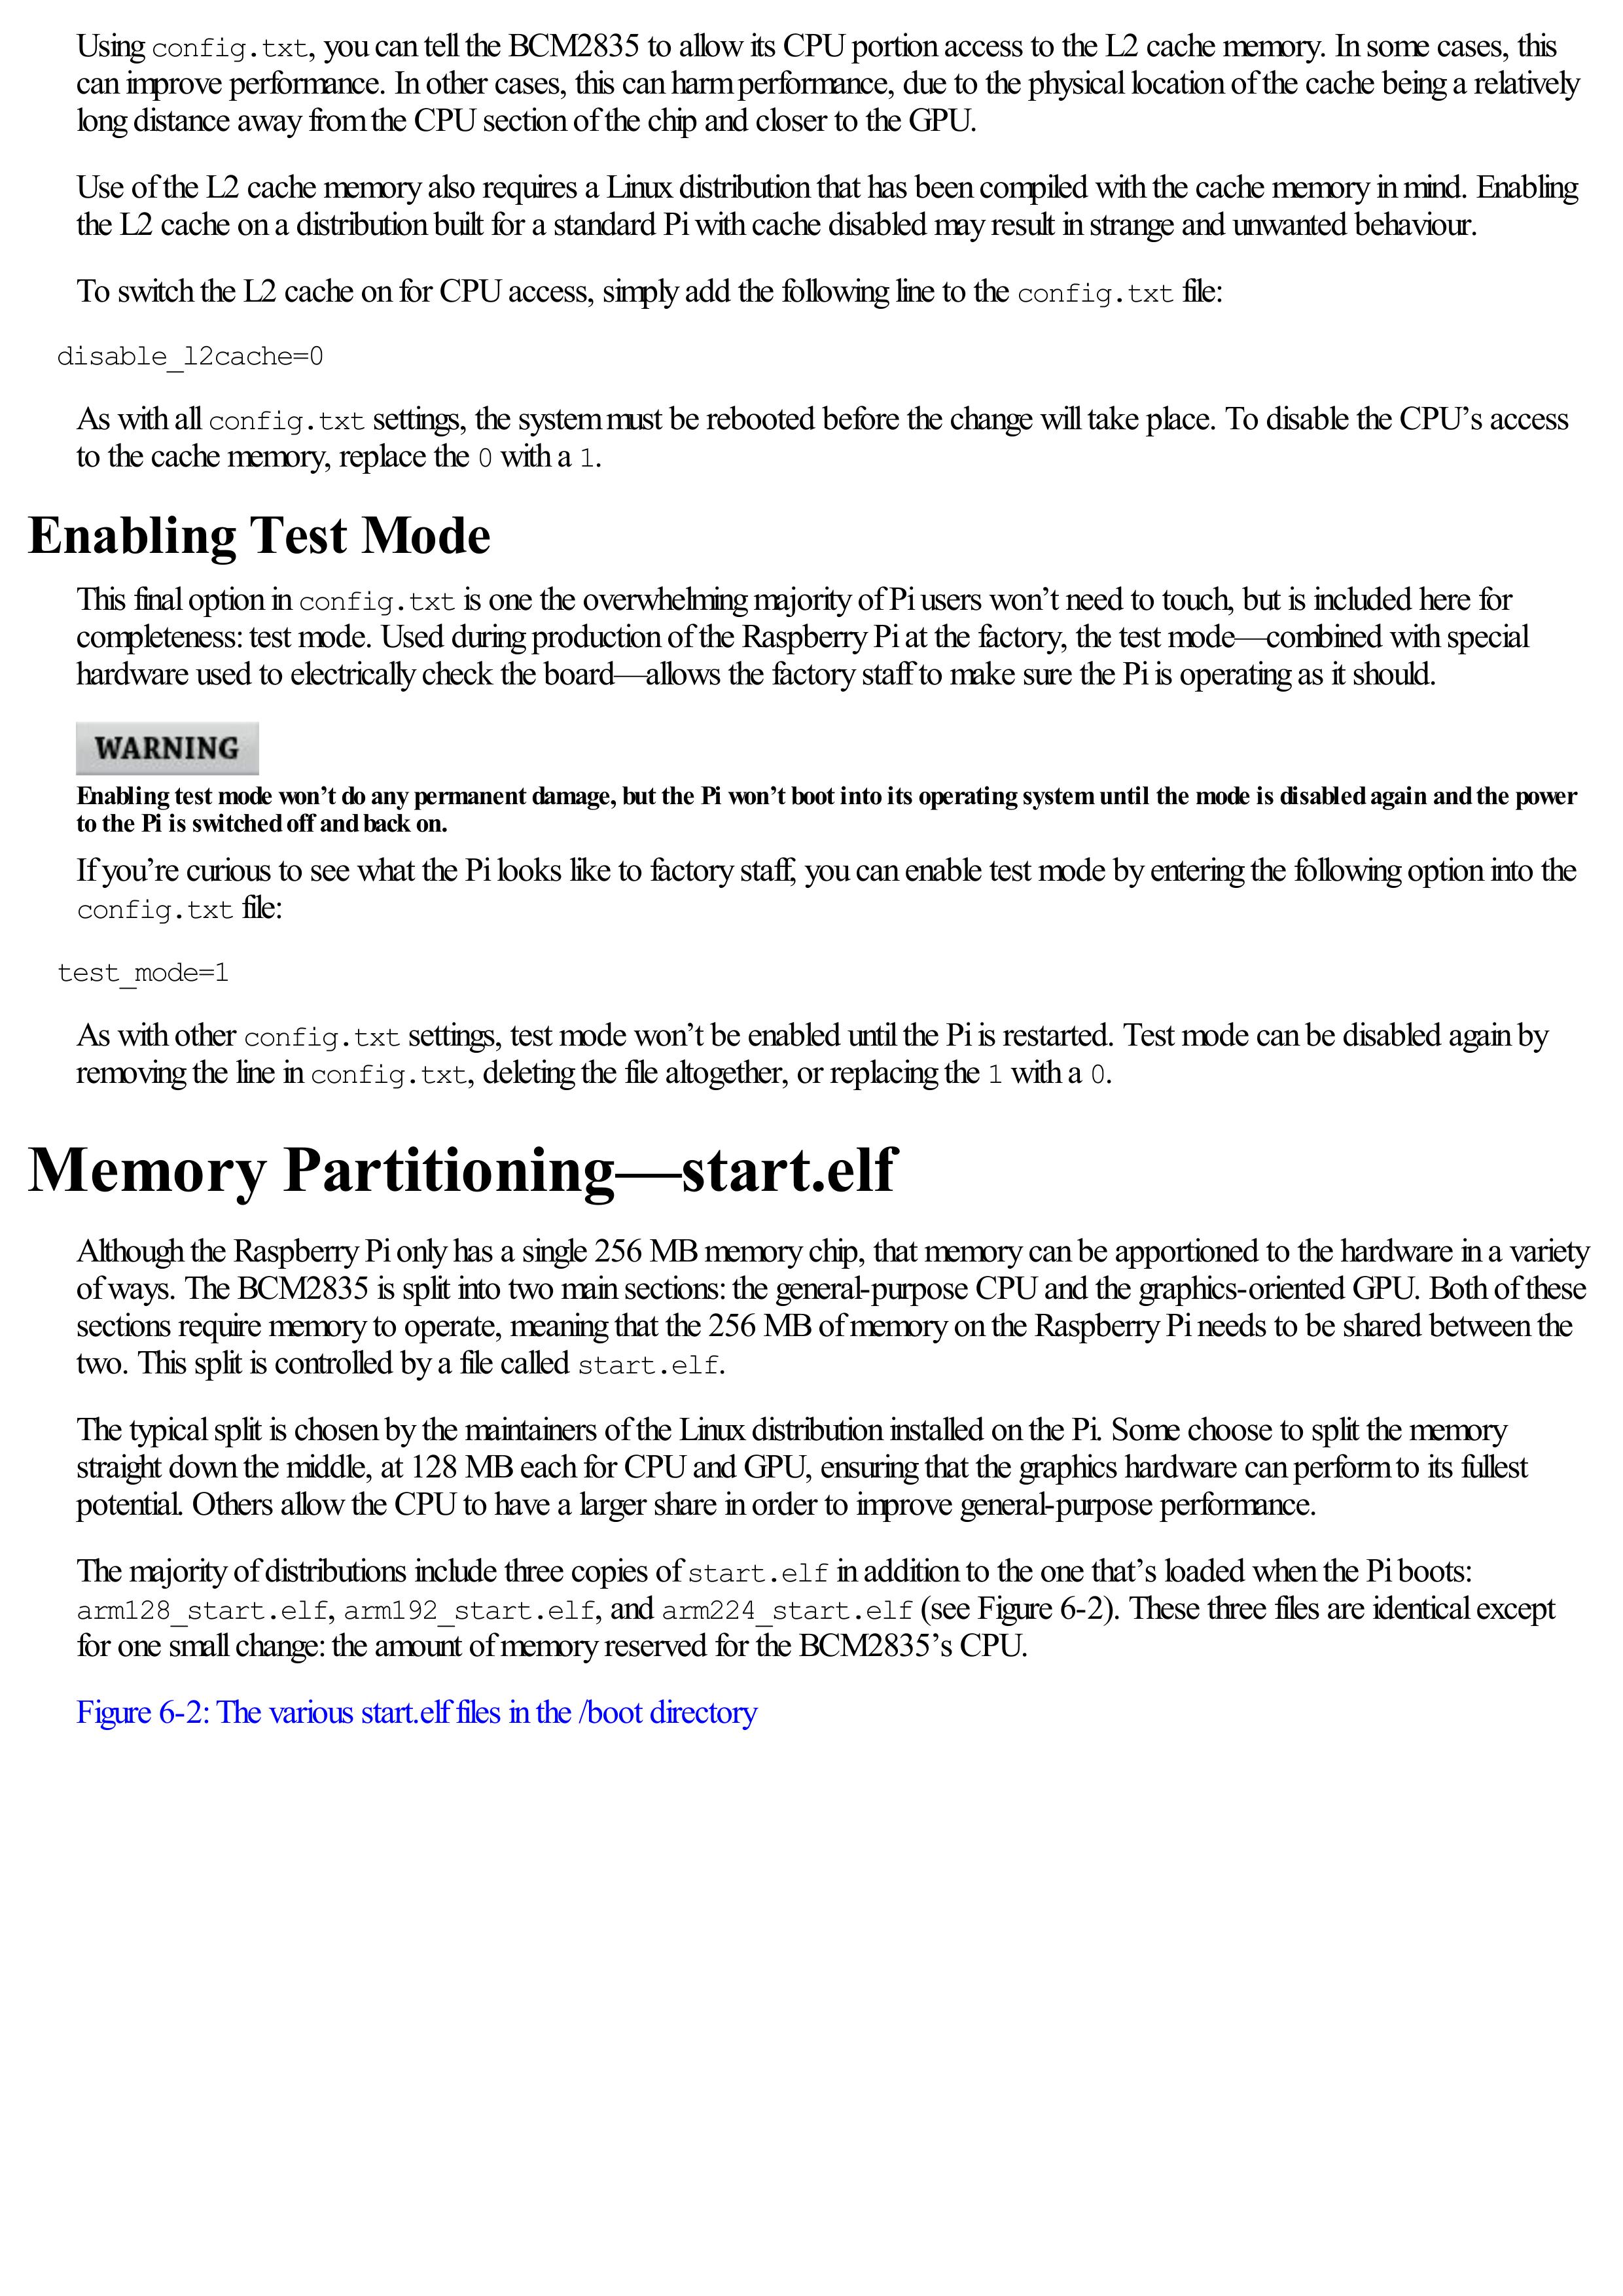 Using config.txt, you can tell the BCM2835 to allow its CPU portion access to the L2 cache memory. In some cases, this
can improve performance. In other cases, this can harm performance, due to the physical location of the cache being a relatively
long distance away from the CPU section of the chip and closer to the GPU.
Use of the L2 cache memory also requires a Linux distribution that has been compiled with the cache memory in mind. Enabling
the L2 cache on a distribution built for a standard Pi with cache disabled may result in strange and unwanted behaviour.
To switch the L2 cache on for CPU access, simply add the following line to the config.txt file:
disable_l2cache=0
As with all config.txt settings, the system must be rebooted before the change will take place. To disable the CPU’s access
to the cache memory, replace the 0 with a 1.
Enabling Test Mode
This final option in config.txt is one the overwhelming majority of Pi users won’t need to touch, but is included here for
completeness: test mode. Used during production of the Raspberry Pi at the factory, the test mode—combined with special
hardware used to electrically check the board—allows the factory staff to make sure the Pi is operating as it should.
WARNING
Enabling test mode won’t do any permanent damage, but the Pi won’t boot into its operating system until the mode is disabled again and the power
to the Pi is switched off and back on.
If you’re curious to see what the Pi looks like to factory staff, you can enable test mode by entering the following option into the
config.txt file:
test_mode=1
As with other config.txt settings, test mode won’t be enabled until the Pi is restarted. Test mode can be disabled again by
removing the line in config.txt, deleting the file altogether, or replacing the 1 with a 0.
Memory Partitioning—start.elf
Although the Raspberry Pi only has a single 256 MB memory chip, that memory can be apportioned to the hardware in a variety
of ways. The BCM2835 is split into two main sections: the general-purpose CPU and the graphics-oriented GPU. Both of these
sections require memory to operate, meaning that the 256 MB of memory on the Raspberry Pi needs to be shared between the
two. This split is controlled by a file called start.elf.
The typical split is chosen by the maintainers of the Linux distribution installed on the Pi. Some choose to split the memory
straight down the middle, at 128 MB each for CPU and GPU, ensuring that the graphics hardware can perform to its fullest
potential. Others allow the CPU to have a larger share in order to improve general-purpose performance.
The majority of distributions include three copies of start.elf in addition to the one that’s loaded when the Pi boots:
arm128_start.elf, arm192_start.elf, and arm224_start.elf (see Figure 6-2). These three files are identical except
for one small change: the amount of memory reserved for the BCM2835’s CPU.
Figure 6-2: The various start.elf files in the /boot directory